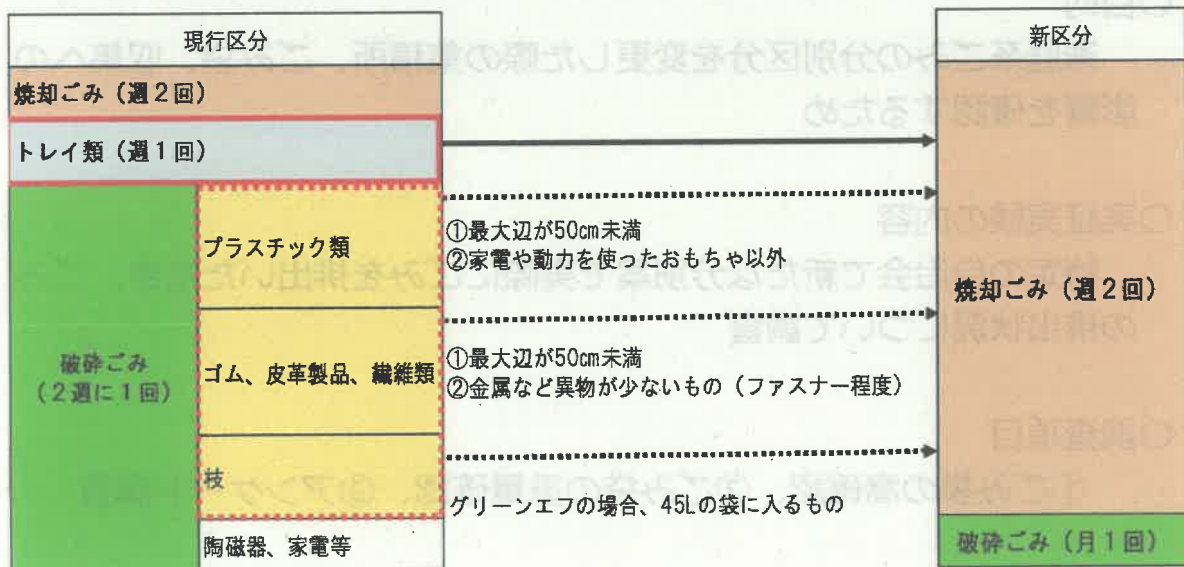 現行区分
新区分
焼却ごみ（週2回）
トレイ類（週1回）
プラスチック類
①最大辺が50cm未満
②家電や動力を使ったおもちゃ以外
焼却ごみ（週2回）
破砕ごみ
（2週に1回）
ゴム、皮革製品、繊維類
①最大辺が50cm未満
②金属など異物が少ないもの（ファスナー程度）
枝
グリーンエフの場合、45Lの袋に入るもの
陶磁器、家電等
破砕ごみ（月1回）